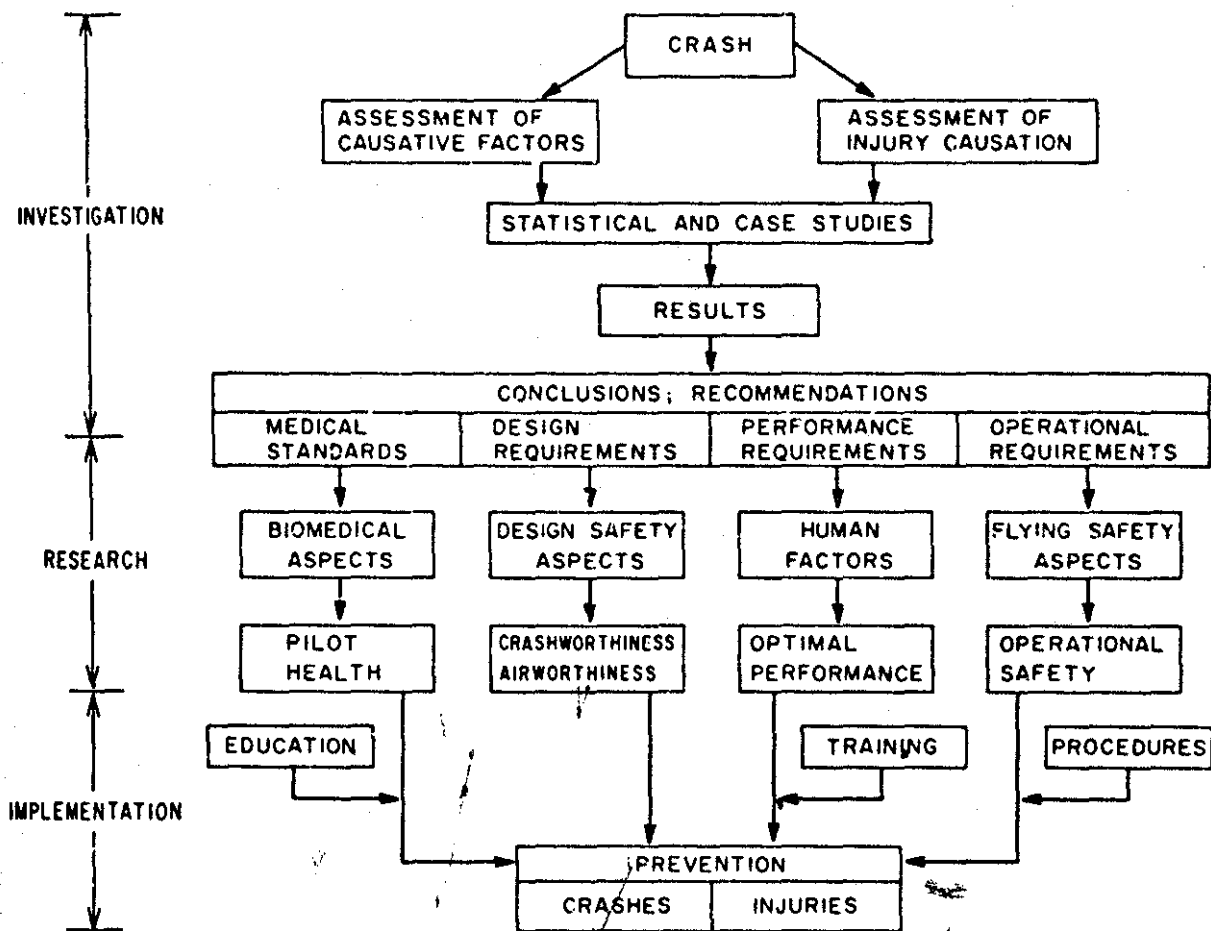 CRASH
ASSESSMENT OF
CAUSATIVE FACTORS
ASSESSMENT OF
INJURY CAUSATION
INVESTIGATION
STATISTICAL AND CASE STUDIES
RESULTS
CONCLUSIONS; RECOMMENDATIONS
MEDICAL
STANDARDS
DESIGN
REQUIREMENTS
PERFORMANCE
REQUIREMENTS
OPERATIONAL
REQUIREMENTS
RESEARCH
BIOMEDICAL
ASPECTS
DESIGN SAFETY
ASPECTS
HUMAN
FACTORS
FLYING SAFETY
ASPECTS
PILOT
HEALTH
CRASHWORTHINESS
AIRWORTHINESS
OPTIMAL
PERFORMANCE
OPERATIONAL
SAFETY
EDUCATION
TRAINING
PROCEDURES
IMPLEMENTATION
PREVENTION
CRASHES
INJURIES